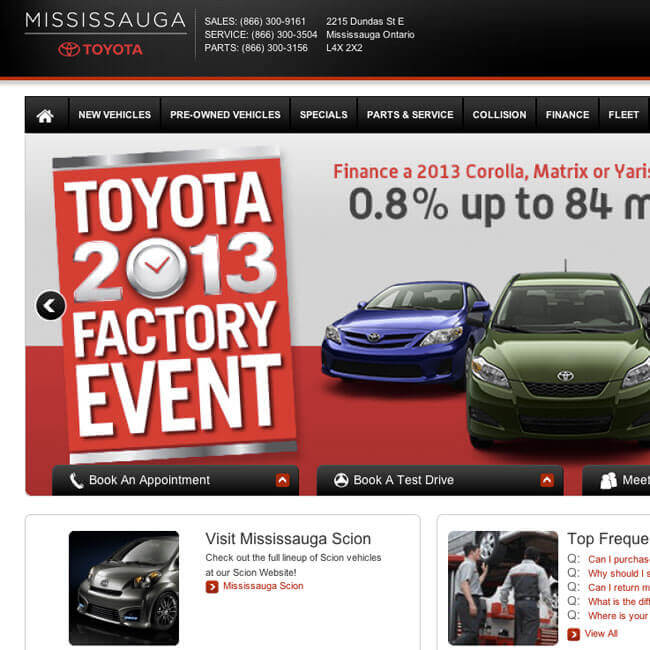 MISSISSAUGA
TOYOTA
SALES: (866) 300-9161
SERVICE: (866) 300-3504
PARTS: (866) 300-3156
2215 Dundas St E
Mississauga Ontario
L4X 2X2
NEW VEHICLES PRE-OWNED VEHICLES SPECIALS PARTS & SERVICE COLLISION FINANCE FLEET
TOYOTA
2013
FACTORY
EVENT
Finance a 2013 Corolla, Matrix or Yaris
0.8% up to 84 m
Book An Appointment
Book A Test Drive
Meet
Visit Mississauga Scion
Check out the full lineup of Scion vehicles
at our Scion Website!
Mississauga Scion
Top Freque
Q: Can I purchas
Q: Why should I s
Q: Can I return m
Q: What is the dif
Q: Where is your
View All